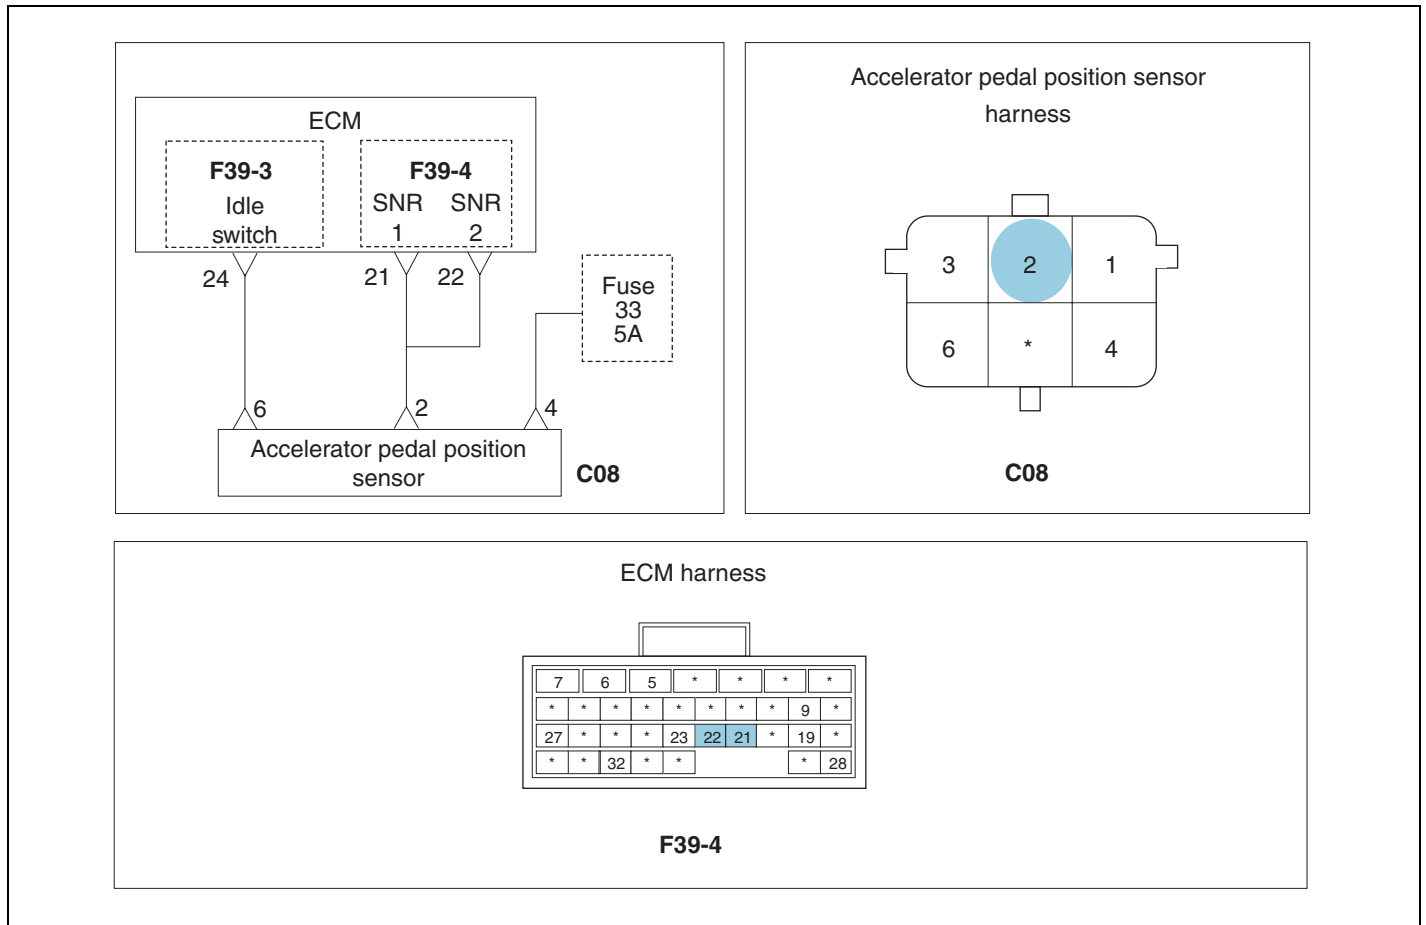 ECM
F39-3
F39-4
Idle
switch
SNR
SNR
1
2
24
21
22
Fuse
33
5A
6
2
4
Accelerator pedal position
sensor
C08
Accelerator pedal position sensor
harness
3 2 1
6 * 4
C08
ECM harness
7 6 5 * * * *
* * * * * * * * 9 *
27 * * * 23 22 21 * 19 *
* * 32 * * * 28
F39-4